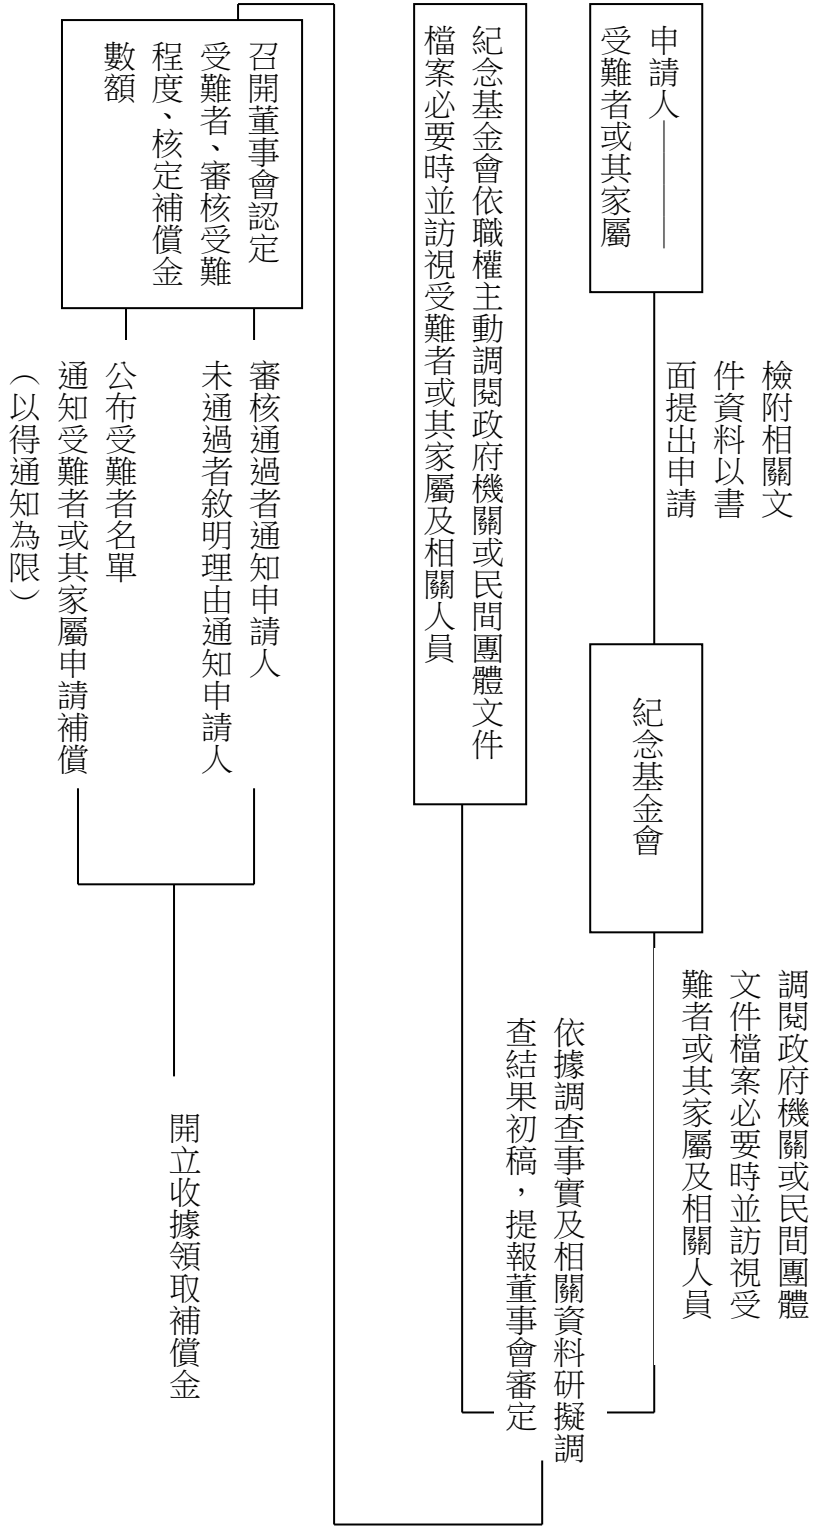 申請人——
受難者或其家屬
檢附相關文
件資料以書
面提出申請
紀念基金會
調閱政府機關或民間團體
文件檔案必要時並訪視受
難者或其家屬及相關人員
紀念基金會依職權主動調閱政府機關或民間團體文件
檔案必要時並訪視受難者或其家屬及相關人員
依據調查事實及相關資料研擬調
查結果初稿，提報董事會審定
召開董事會認定
受難者、審核受難
程度、核定補償金
數額
審核通過者通知申請人
未通過者敘明理由通知申請人
公布受難者名單
通知受難者或其家屬申請補償
（以得通知為限）
開立收據領取補償金